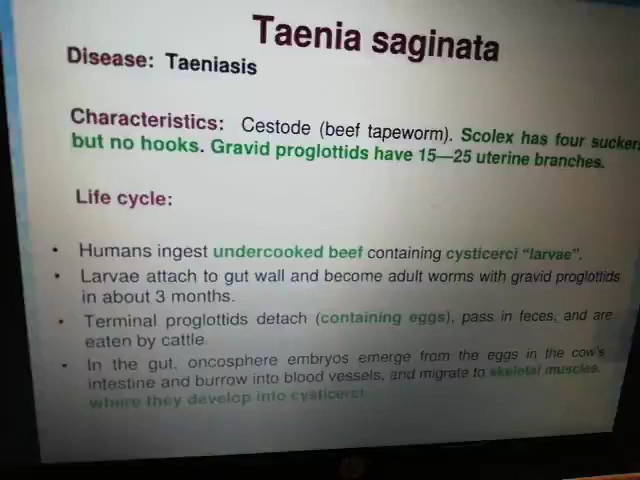 Taenia saginata
Disease: Taeniasis
Characteristics: Cestode (beef tapeworm). Scolex has four suckers
but no hooks. Gravid proglottids have 15—25 uterine branches.
Life cycle:
• Humans ingest undercooked beef containing cysticerci “larvae”.
• Larvae attach to gut wall and become adult worms with gravid proglottids
in about 3 months.
• Terminal proglottids detach (containing eggs), pass in feces, and are
eaten by cattle
• In the gut, oncosphere embryos emerge from the eggs in the cow's
intestine and burrow into blood vessels, and migrate to skeletal muscles,
where they develop into cysticerci